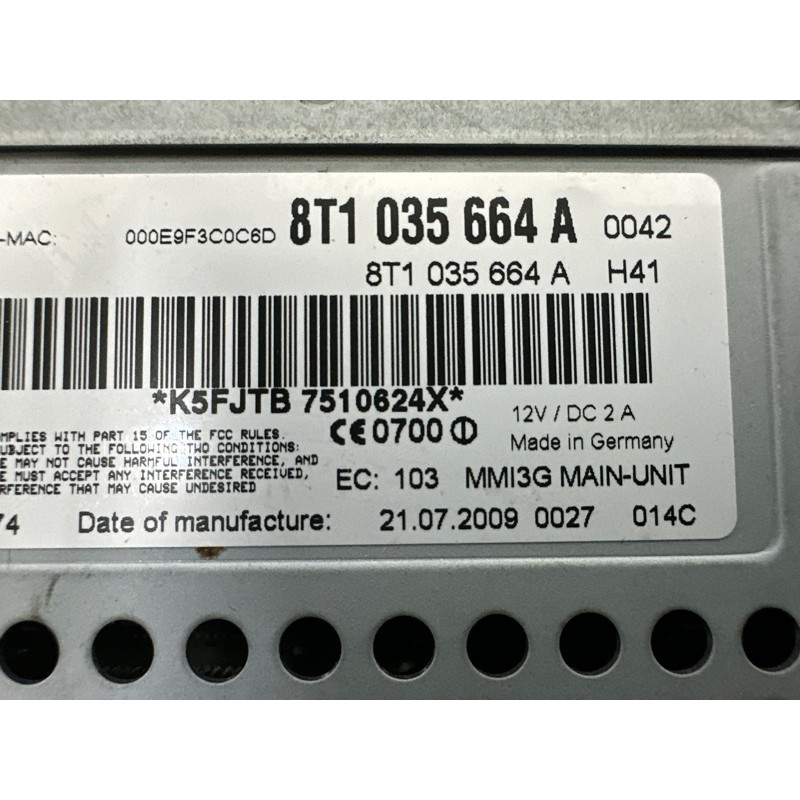 -MAC: 000E9F3C0C6D 8T1 035 664 A 0042
8T1 035 664 A H41
*K5FJTB 7510624X*
12V / DC 2 A
MPLIES WITH PART 15 OF THE FCC RULES.
CE0700
SUBJECT TO THE FOLLOWING TWO CONDITIONS:
Made in Germany
E MAY NOT CAUSE HARMFUL INTERFERENCE, AND
E MUST ACCEPT ANY INTERFERENCE RECEIVED,
EC: 103 MMI3G MAIN-UNIT
RFERENCE THAT MAY CAUSE UNDESIRED
74 Date of manufacture: 21.07.2009 0027 014C